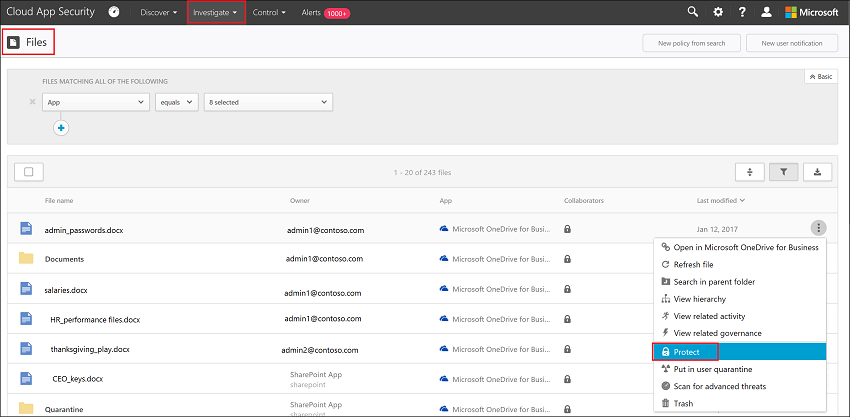 Cloud App Security Discover Investigate Control Alerts 1000+ ? Microsoft
Files New policy from search New user notification
FILES MATCHING ALL OF THE FOLLOWING Basic
App equals 8 selected
1 - 20 of 243 files
File name Owner App Collaborators Last modified
admin_passwords.docx admin1@contoso.com Microsoft OneDrive for Busi... Jan 12, 2017
Open in Microsoft OneDrive for Business
Documents admin1@contoso.com Microsoft OneDrive for Busi...
Refresh file
Search in parent folder
salaries.docx admin1@contoso.com Microsoft OneDrive for Busi...
View hierarchy
View related activity
HR_performance files.docx admin1@contoso.com Microsoft OneDrive for Busi...
View related governance
thanksgiving_play.docx admin2@contoso.com Microsoft OneDrive for Busi...
Protect
Put in user quarantine
CEO_keys.docx SharePoint App Microsoft OneDrive for Busi...
sharepoint
Scan for advanced threats
Trash
Quarantine SharePoint App Microsoft OneDrive for Busi...